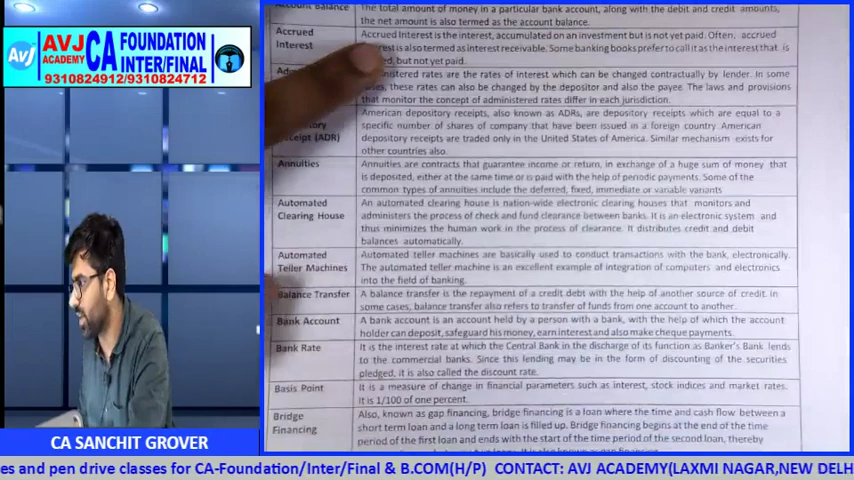 AVJ
ACADEMY
CA
FOUNDATION
INTER/FINAL
9310824912/9310824712
Account Balance
The total amount of money in a particular bank account, along with the debit and credit amounts,
the net amount is also termed as the account balance.
Accrued
Interest
Accrued Interest is the interest, accumulated on an investment but is not yet paid. Often, accrued
is also termed as interest receivable. Some banking books prefer to call it as the interest that is
but not yet paid.
rates are the rates of interest which can be changed contractually by lender. In some
these rates can also be changed by the depositor and also the payee. The laws and provisions
that monitor the concept of administered rates differ in each jurisdiction.
Receipt (ADR)
American depository receipts, also known as ADRs, are depository receipts which are equal to a
specific number of shares of company that have been issued in a foreign country American
depository receipts are traded only in the United States of America. Similar mechanism exists for
other countries also.
Annuities
Annuities are contracts that guarantee income or return, in exchange of a huge sum of money that
is deposited, either at the same time or is paid with the help of periodic payments. Some of the
common types of annuities include the deferred, fixed, immediate or variable variants
Automated
Clearing House
An automated clearing house is nation-wide electronic clearing houses that monitors and
administers the process of check and fund clearance between banks. It is an electronic system and
thus minimizes the human work in the process of clearance. It distributes credit and debit
balances automatically.
Automated
Teller Machines
Automated teller machines are basically used to conduct transactions with the bank, electronically.
The automated teller machine is an excellent example of integration of computers and electronics
into the field of banking.
Balance Transfer
A balance transfer is the repayment of a credit debt with the help of another source of credit. In
some cases, balance transfer also refers to transfer of funds from one account to another.
Bank Account
A bank account is an account held by a person with a bank, with the help of which the account
holder can deposit, safeguard his money, earn interest and also make cheque payments.
Bank Rate
It is the interest rate at which the Central Bank in the discharge of its function as Banker's Bank lends
to the commercial banks. Since this lending may be in the form of discounting of the securities
pledged, it is also called the discount rate.
Basis Point
It is a measure of change in financial parameters such as interest, stock indices and market rates.
It is 1/100 of one percent.
Bridge
Financing
Also, known as gap financing, bridge financing is a loan where the time and cash flow between a
short term loan and a long term loan is filled up. Bridge financing begins at the end of the time
period of the first loan and ends with the start of the time period of the second loan, thereby
CA SANCHIT GROVER
es and pen drive classes for CA-Foundation/Inter/Final & B.COM(H/P) CONTACT: AVJ ACADEMY(LAXMI NAGAR,NEW DELH